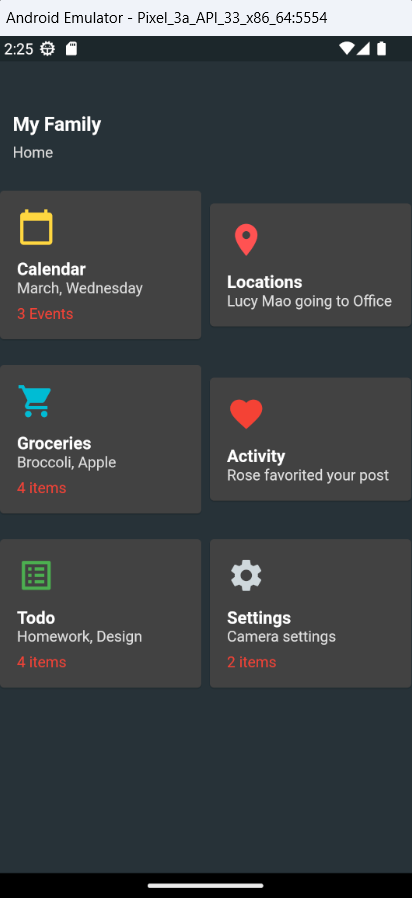 Android Emulator - Pixel_3a_API_33_x86_64:5554
2:25
My Family
Home
Calendar
March, Wednesday
3 Events
Locations
Lucy Mao going to Office
Groceries
Broccoli, Apple
4 items
Activity
Rose favorited your post
Todo
Homework, Design
4 items
Settings
Camera settings
2 items